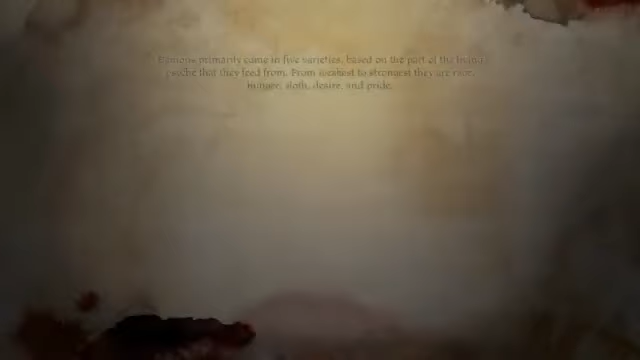 Demons primarily come in five varieties, based on the part of the living
psyche that they feed from. From weakest to strongest they are rage,
hunger, sloth, desire, and pride.